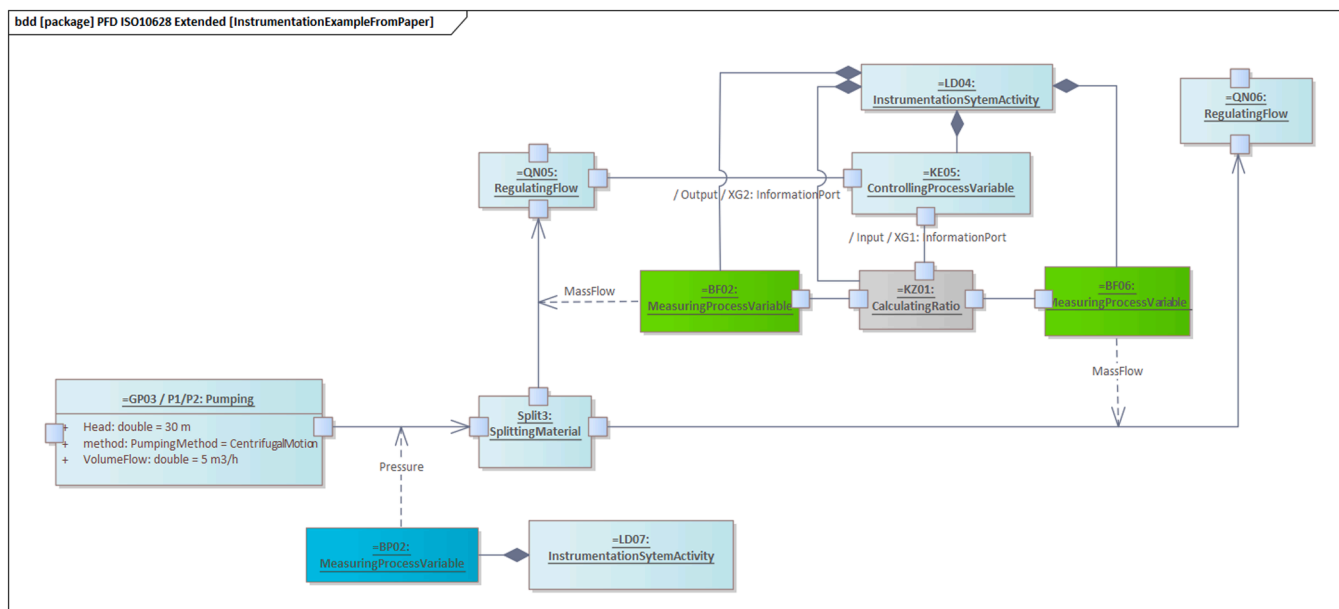 bdd [package] PFD ISO10628 Extended [InstrumentationExampleFromPaper]
=LD04:
InstrumentationSytemActivity
=QN06:
RegulatingFlow
=QN05:
RegulatingFlow
=KE05:
ControllingProcessVariable
/ Output / XG2: InformationPort
/ Input / XG1: InformationPort
=BF02:
MeasuringProcessVariable
=KZ01:
CalculatingRatio
=BF06:
MeasuringProcessVariable
MassFlow
MassFlow
=GP03 / P1/P2: Pumping
+ Head: double = 30 m
+ method: PumpingMethod = CentrifugalMotion
+ VolumeFlow: double = 5 m3/h
Split3:
SplittingMaterial
Pressure
=BP02:
MeasuringProcessVariable
=LD07:
InstrumentationSytemActivity